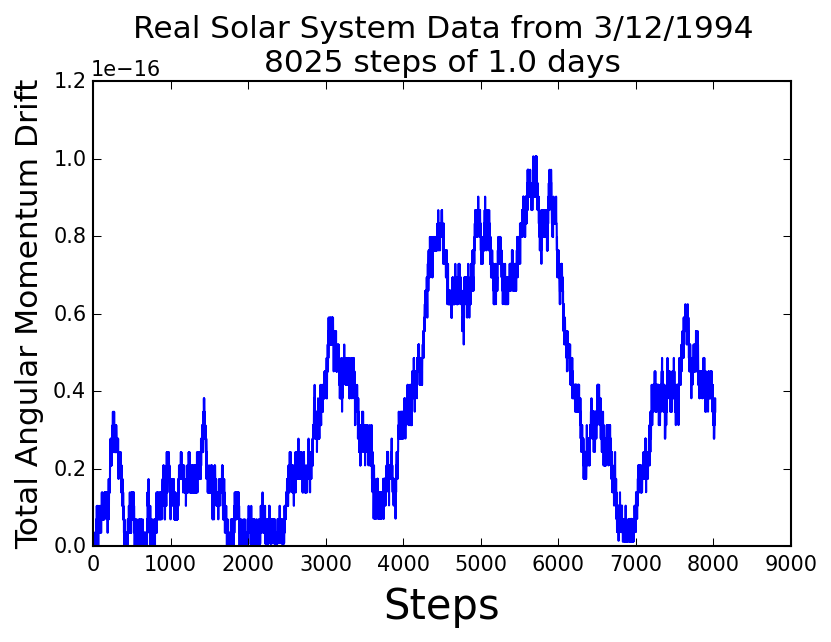 Real Solar System Data from 3/12/1994
8025 steps of 1.0 days
1e−16
Total Angular Momentum Drift
1.2
1.0
0.8
0.6
0.4
0.2
0.0
0 1000 2000 3000 4000 5000 6000 7000 8000 9000
Steps